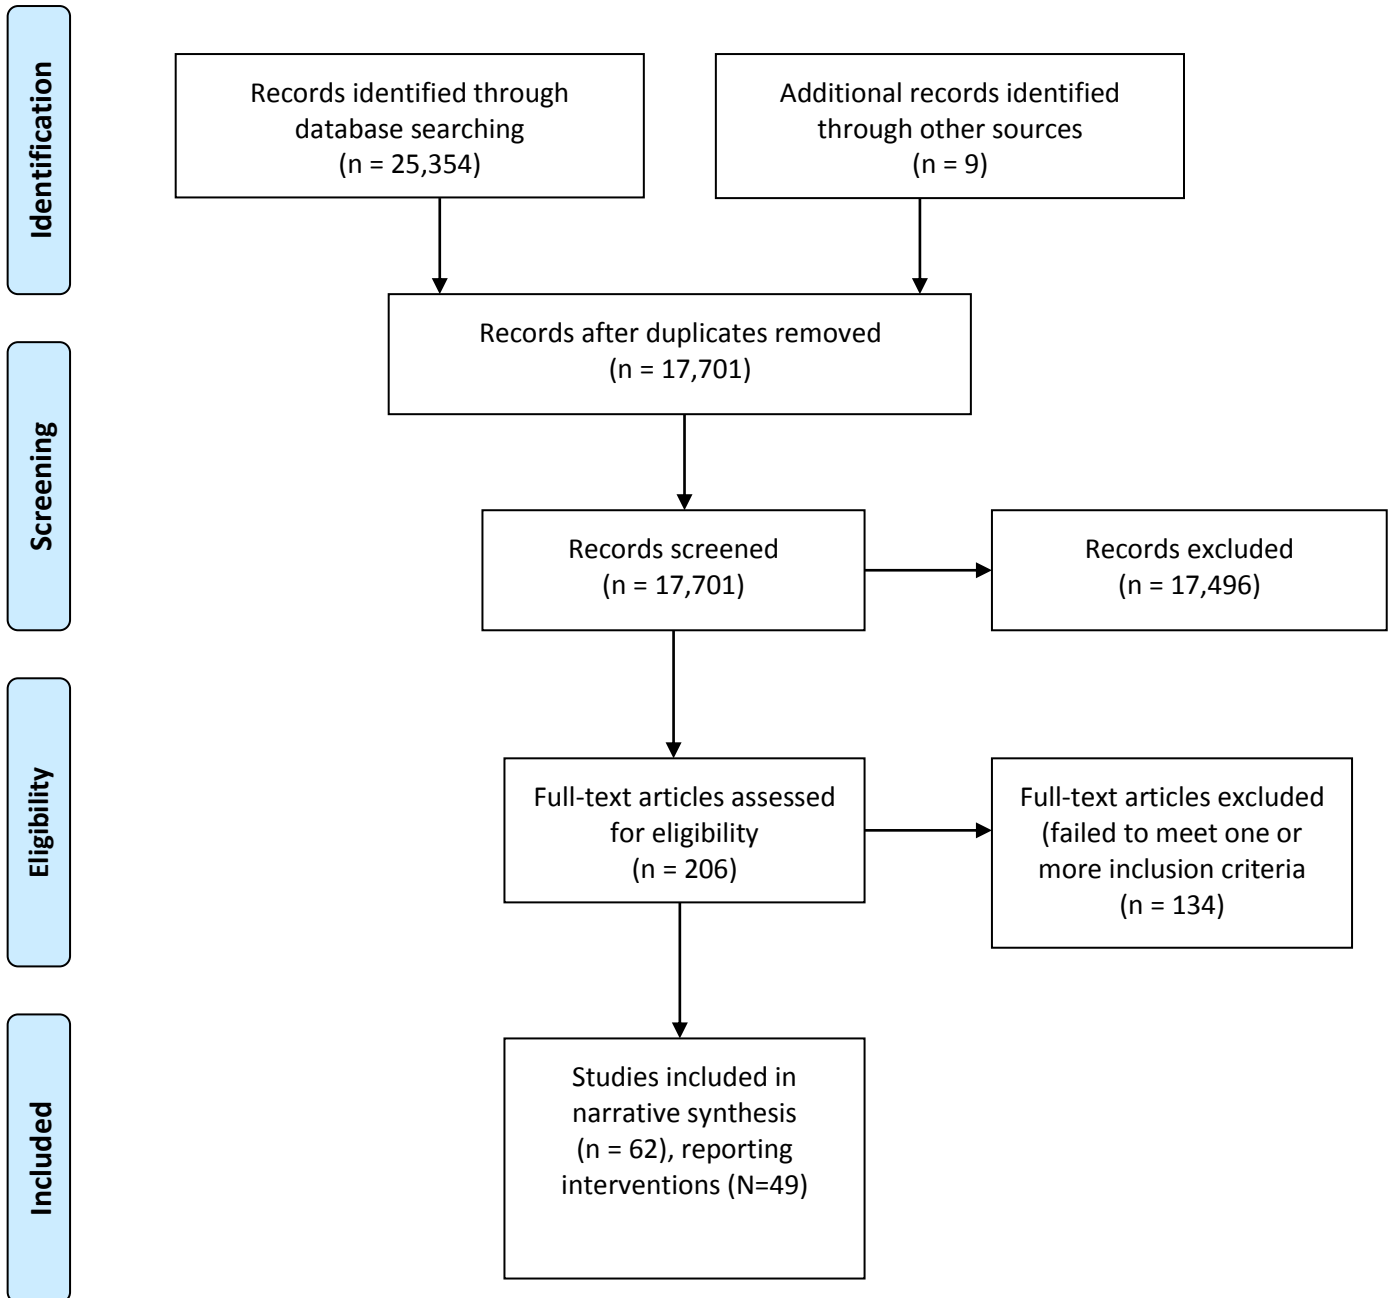 Identification
Records identified through
database searching
(n = 25,354)
Additional records identified
through other sources
(n = 9)
Records after duplicates removed
(n = 17,701)
Screening
Records screened
(n = 17,701)
Records excluded
(n = 17,496)
Eligibility
Full-text articles assessed
for eligibility
(n = 206)
Full-text articles excluded
(failed to meet one or
more inclusion criteria
(n = 134)
Included
Studies included in
narrative synthesis
(n = 62), reporting
interventions (N=49)